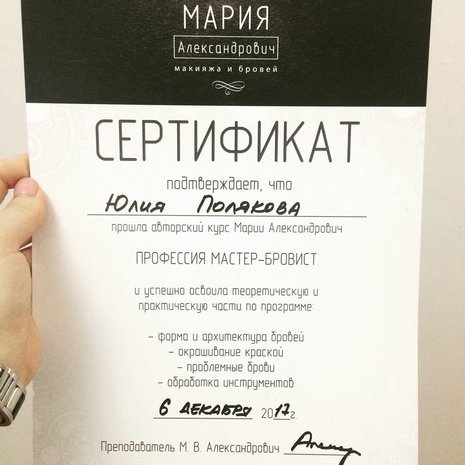 МАРИЯ
Александрович
макияжа и бровей
СЕРТИФИКАТ
подтверждает, что
Юлия Полякова
прошла авторский курс Марии Александрович
ПРОФЕССИЯ МАСТЕР-БРОВИСТ
и успешно освоила теоретическую и
практическую части по программе
- форма и архитектура бровей
- окрашивание краской
- проблемные брови
- обработка инструментов
6 ДЕКАБРЯ 2017г.
Преподаватель М. В. Александрович